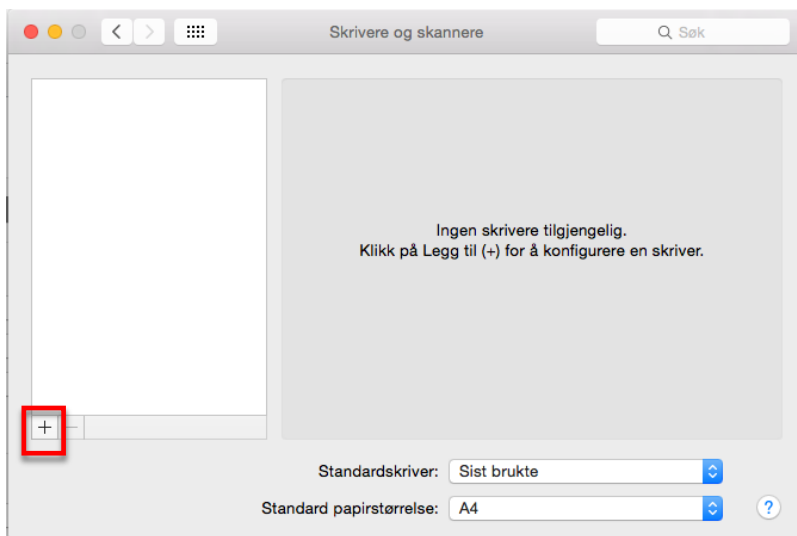 Skrivere og skannere
Søk
Ingen skrivere tilgjengelig.
Klikk på Legg til (+) for å konfigurere en skriver.
+ −
Standardskriver: Sist brukte
Standard papirstørrelse: A4
?